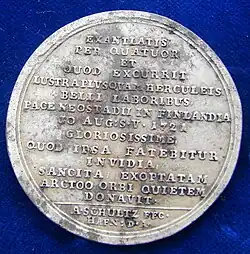 EXANTLATIS
PER QUATUOR
ET
QUOD EXCURRIT
LUSTRA PLUSQUAM HERCULEIS
BELLI LABORIBUS
PACE NEOSTADII IN FINLANDIA
30 AUG. S.V. 1721
GLORIOSISSIME
QUOD IPSA FATEBITUR
INVIDIA
SANCITA EXOPTATAM
ARCTOO ORBI QUIETEM
DONAVIT.
A SCHULTZ FEC.